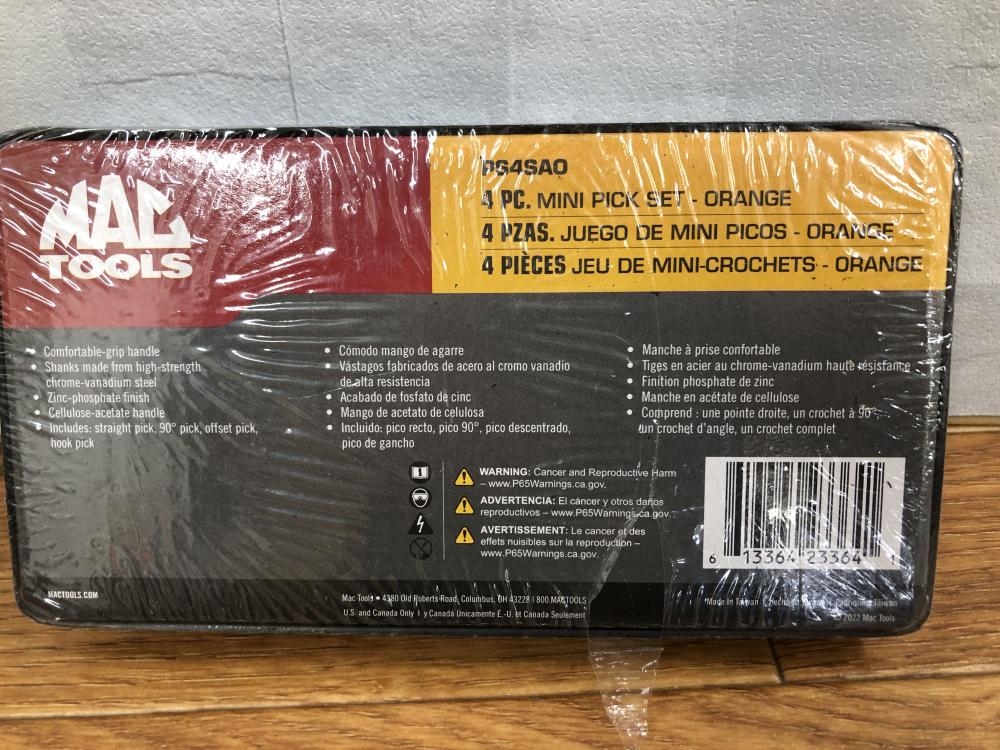 MAC
TOOLS
PS4SAO
4 PC. MINI PICK SET - ORANGE
4 PZAS. JUEGO DE MINI PICOS - ORANGE
4 PIÈCES JEU DE MINI-CROCHETS - ORANGE
• Comfortable-grip handle
• Shanks made from high-strength
chrome-vanadium steel
• Zinc-phosphate finish
• Cellulose-acetate handle
• Includes: straight pick, 90° pick, offset pick,
hook pick
• Cómodo mango de agarre
• Vástagos fabricados de acero al cromo vanadio
de alta resistencia
• Acabado de fosfato de cinc
• Mango de acetato de celulosa
• Incluido: pico recto, pico 90°, pico descentrado,
pico de gancho
• Manche à prise confortable
• Tiges en acier au chrome-vanadium haute résistance
• Finition phosphate de zinc
• Manche en acétate de cellulose
• Comprend : une pointe droite, un crochet à 90°,
un crochet d'angle, un crochet complet
WARNING: Cancer and Reproductive Harm
– www.P65Warnings.ca.gov.
ADVERTENCIA: El cáncer y otros daños
reproductivos – www.P65Warnings.ca.gov.
AVERTISSEMENT: Le cancer et des
effets nuisibles sur la reproduction –
www.P65Warnings.ca.gov.
6 13364 23364
MACTOOLS.COM
Mac Tools • 4380 Old Roberts Road, Columbus, OH 43228 | 800.MACTOOLS
U.S. and Canada Only | y Canada Únicamente É.-U. et Canada Seulement
Made in Taiwan | Hecho en Taiwan | Taiwan
© 2022 Mac Tools